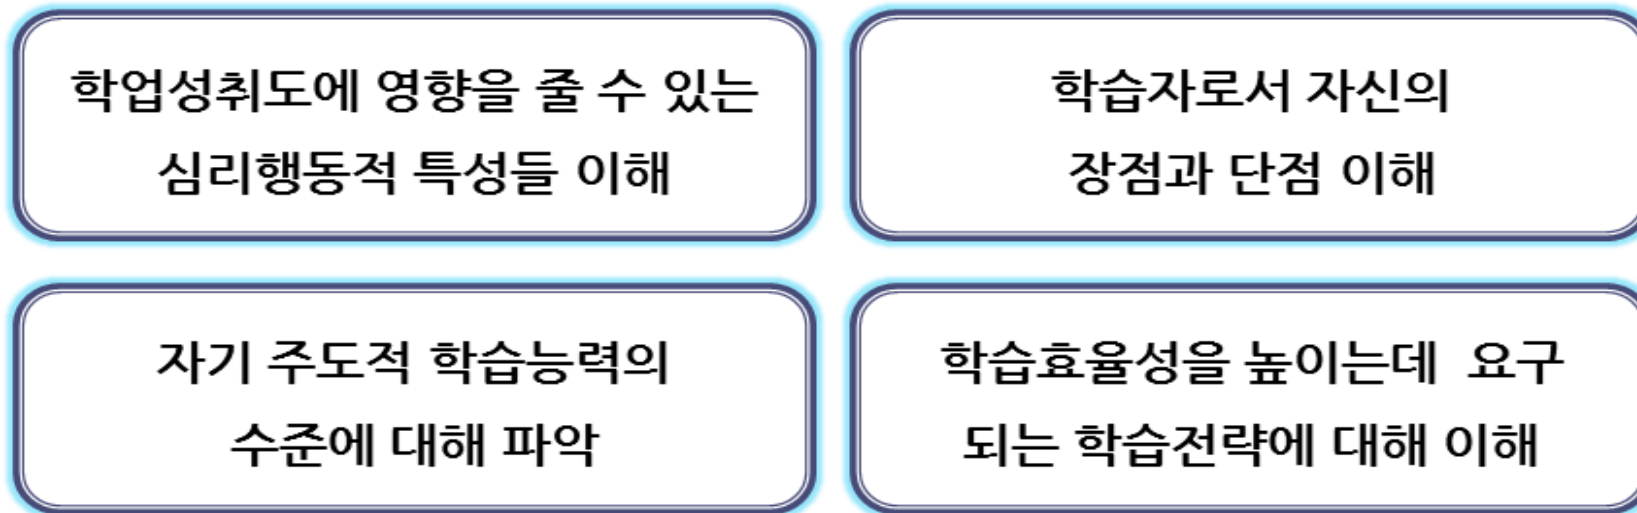 학업성취도에 영향을 줄 수 있는
심리행동적 특성들 이해
학습자로서 자신의
장점과 단점 이해
자기 주도적 학습능력의
수준에 대해 파악
학습효율성을 높이는데 요구
되는 학습전략에 대해 이해